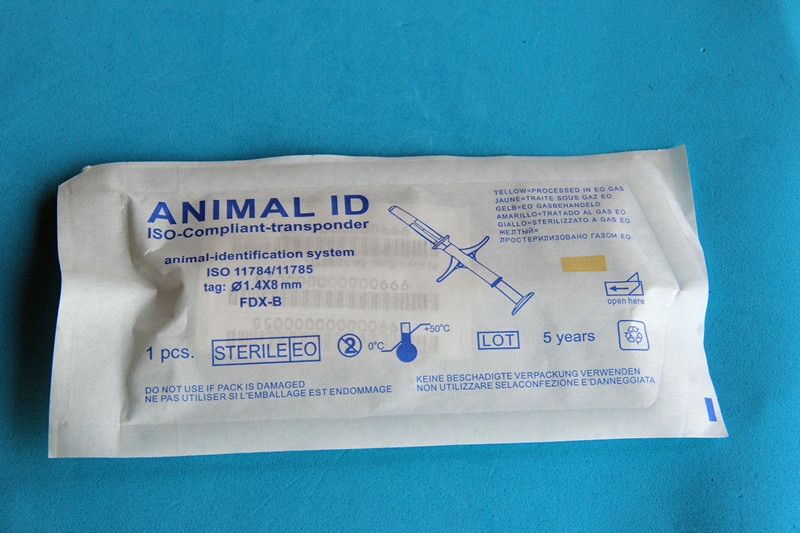 ANIMAL ID
ISO-Compliant-transponder
animal-identification system
ISO 11784/11785
tag: Ø1.4X8 mm
FDX-B
YELLOW=PROCESSED IN EO GAS
JAUNE=TRAITE SOUS GAZ EO
GELB=EO GASBEHANDELD
AMARILLO=TRATADO AL GAS EO
GIALLO=STERILIZZATO A GAS EO
ЖЕЛТЫЙ=
ЛРОСТЕРИЛИЗОВАНО ГАЗОМ EO
open here
1 pcs.
STERILE EO
2
0°C
+50°C
LOT
5 years
DO NOT USE IF PACK IS DAMAGED
NE PAS UTILISER SI L'EMBALLAGE EST ENDOMMAGE
KEINE BESCHADIGTE VERPACKUNG VERWENDEN
NON UTILIZZARE SELACONFEZIONE E'DANNEGGIATA